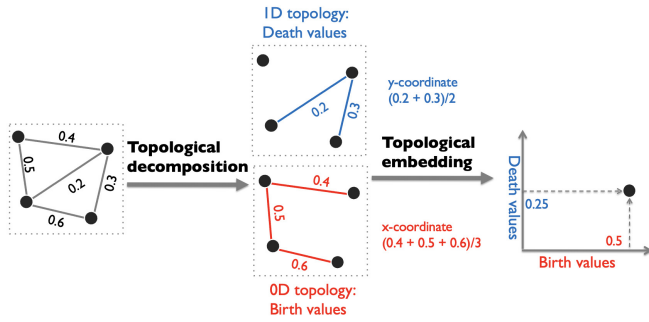 1D topology:
Death values
0.4
0.5
0.2
0.3
0.6
Topological
decomposition
0.2
0.3
y-coordinate
(0.2 + 0.3)/2
0.4
0.5
0.6
x-coordinate
(0.4 + 0.5 + 0.6)/3
0D topology:
Birth values
Topological
embedding
Death values
0.25
0.5
Birth values